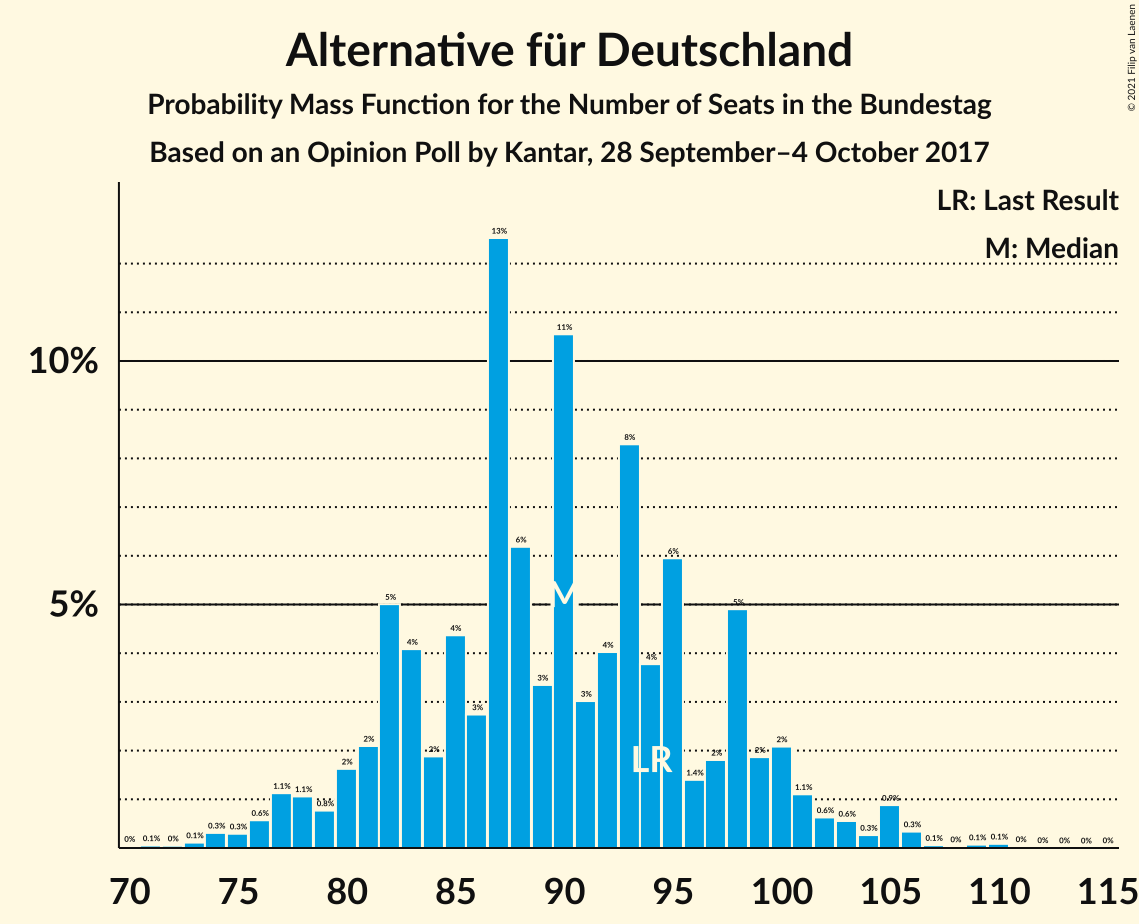 Alternative für Deutschland
Probability Mass Function for the Number of Seats in the Bundestag
Based on an Opinion Poll by Kantar, 28 September–4 October 2017
© 2021 Filip van Laenen
LR: Last Result
M: Median
10%
5%
0% 0.1% 0% 0.1% 0.3% 0.3% 0.6% 1.1% 1.1% 0.8% 2% 2% 5% 4% 2% 4% 3% 13% 6% 3% 11% 3% 4% 8% 4% 6% 1.4% 2% 5% 2% 2% 1.1% 0.6% 0.6% 0.3% 0.9% 0.3% 0.1% 0% 0.1% 0.1% 0% 0% 0% 0% 0%
M
LR
70 75 80 85 90 95 100 105 110 115